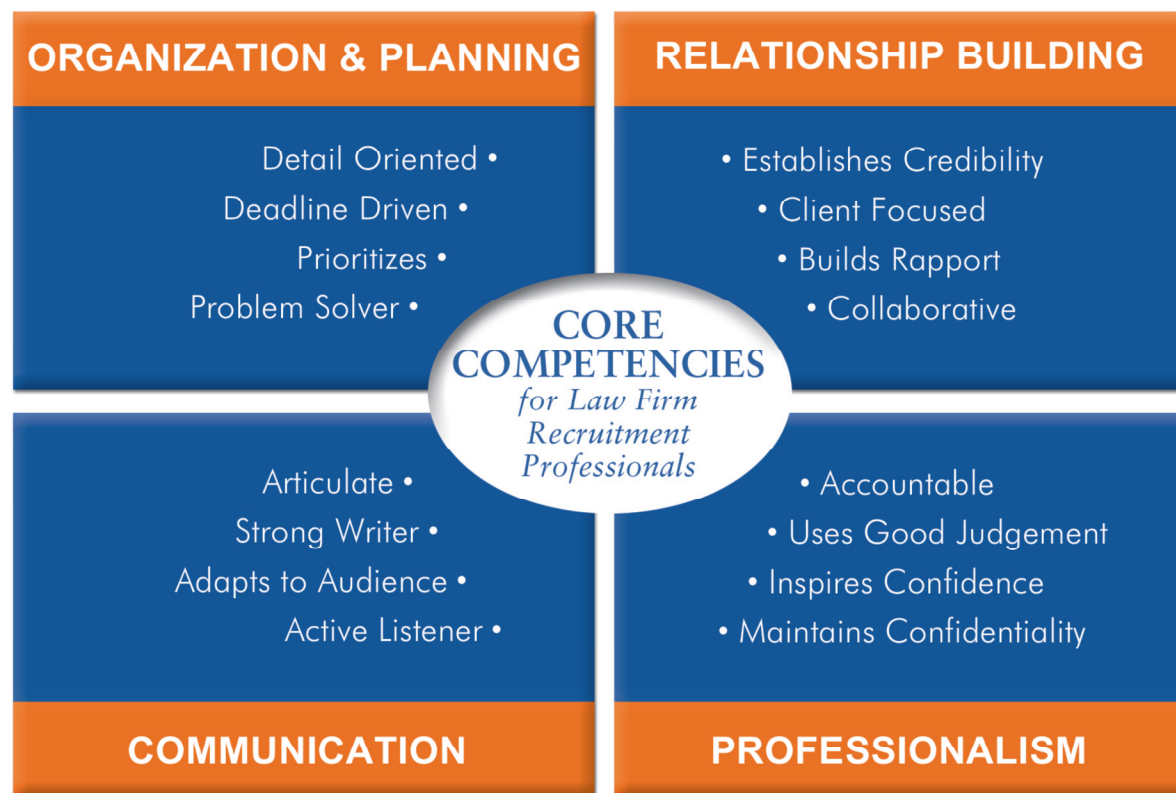 ORGANIZATION & PLANNING
Detail Oriented •
Deadline Driven •
Prioritizes •
Problem Solver •
RELATIONSHIP BUILDING
• Establishes Credibility
• Client Focused
• Builds Rapport
• Collaborative
CORE
COMPETENCIES
for Law Firm
Recruitment
Professionals
Articulate •
Strong Writer •
Adapts to Audience •
Active Listener •
COMMUNICATION
• Accountable
• Uses Good Judgement
• Inspires Confidence
• Maintains Confidentiality
PROFESSIONALISM